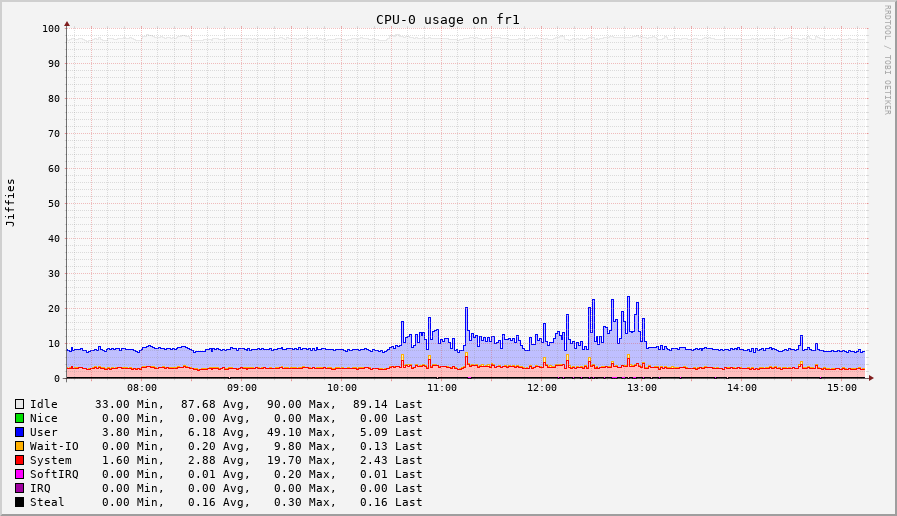 CPU-0 usage on fr1
RRDTOOL / TOBI OETIKER
Jiffies
100
90
80
70
60
50
40
30
20
10
0
08:00 09:00 10:00 11:00 12:00 13:00 14:00 15:00
Idle 33.00 Min, 87.68 Avg, 90.00 Max, 89.14 Last
Nice 0.00 Min, 0.00 Avg, 0.00 Max, 0.00 Last
User 3.80 Min, 6.18 Avg, 49.10 Max, 5.09 Last
Wait-IO 0.00 Min, 0.20 Avg, 9.80 Max, 0.13 Last
System 1.60 Min, 2.88 Avg, 19.70 Max, 2.43 Last
SoftIRQ 0.00 Min, 0.01 Avg, 0.20 Max, 0.01 Last
IRQ 0.00 Min, 0.00 Avg, 0.00 Max, 0.00 Last
Steal 0.00 Min, 0.16 Avg, 0.30 Max, 0.16 Last